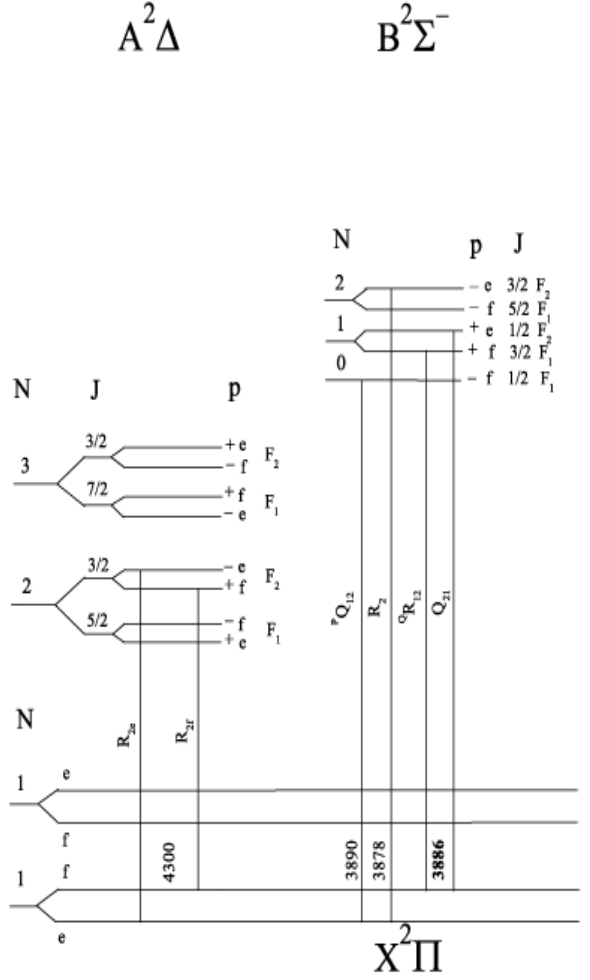 A²Δ B²Σ⁻
N p J
2 − e 3/2 F₂
− f 5/2 F₁
1 + e 1/2 F₂
+ f 3/2 F₁
0 − f 1/2 F₁
N J p
3 3/2 + e F₂
− f
7/2 + f F₁
− e
2 3/2 − e F₂
+ f
5/2 − f F₁
+ e
ᴾQ₁₂ R₂ ᑫR₁₂ Q₂₁
R₂ₑ R₂f
N
1 e
f
4300 3890 3878 3886
1 f
e
X²Π